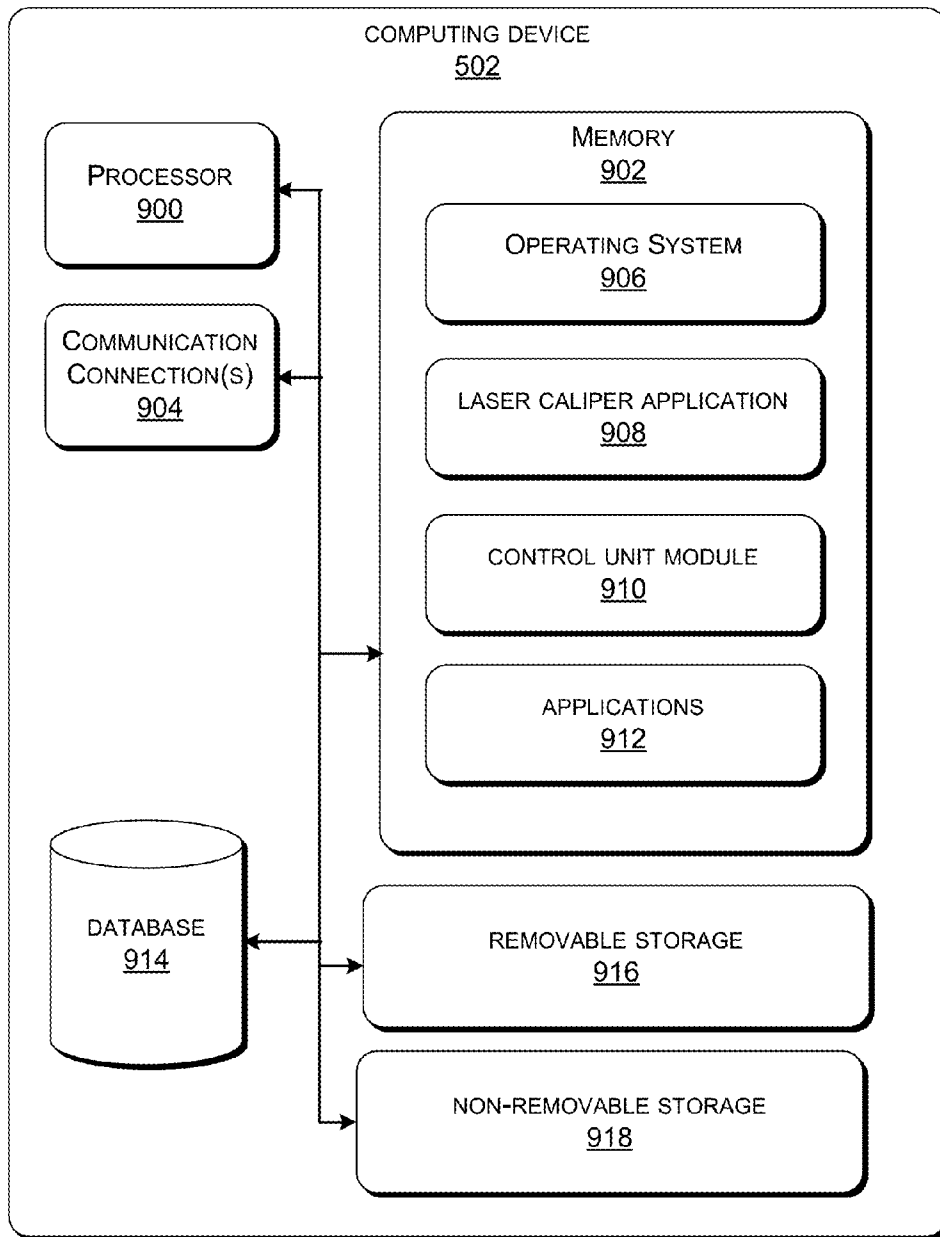 COMPUTING DEVICE
502
PROCESSOR
900
COMMUNICATION
CONNECTION(S)
904
MEMORY
902
OPERATING SYSTEM
906
LASER CALIPER APPLICATION
908
CONTROL UNIT MODULE
910
APPLICATIONS
912
DATABASE
914
REMOVABLE STORAGE
916
NON-REMOVABLE STORAGE
918